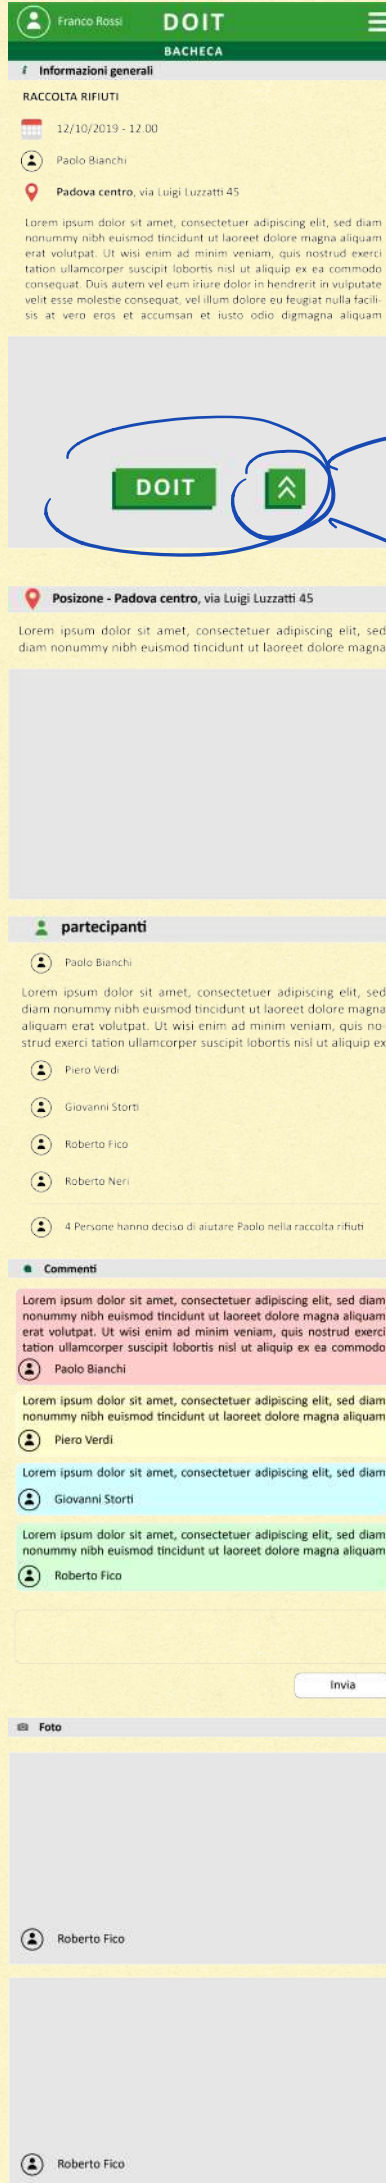 Franco Rossi
DOIT
BACHECA
i Informazioni generali
RACCOLTA RIFIUTI
12/10/2019 - 12.00
Paolo Bianchi
Padova centro, via Luigi Luzzatti 45
Lorem ipsum dolor sit amet, consectetuer adipiscing elit, sed diam
nonummy nibh euismod tincidunt ut laoreet dolore magna aliquam
erat volutpat. Ut wisi enim ad minim veniam, quis nostrud exerci
tation ullamcorper suscipit lobortis nisl ut aliquip ex ea commodo
consequat. Duis autem vel eum iriure dolor in hendrerit in vulputate
velit esse molestie consequat, vel illum dolore eu feugiat nulla facili-
sis at vero eros et accumsan et iusto odio digmagna aliquam
DOIT
Posizone - Padova centro, via Luigi Luzzatti 45
Lorem ipsum dolor sit amet, consectetuer adipiscing elit, sed
diam nonummy nibh euismod tincidunt ut laoreet dolore magna
partecipanti
Paolo Bianchi
Lorem ipsum dolor sit amet, consectetuer adipiscing elit, sed
diam nonummy nibh euismod tincidunt ut laoreet dolore magna
aliquam erat volutpat. Ut wisi enim ad minim veniam, quis no-
strud exerci tation ullamcorper suscipit lobortis nisl ut aliquip ex
Piero Verdi
Giovanni Storti
Roberto Fico
Roberto Neri
4 Persone hanno deciso di aiutare Paolo nella raccolta rifiuti
Commenti
Lorem ipsum dolor sit amet, consectetuer adipiscing elit, sed diam
nonummy nibh euismod tincidunt ut laoreet dolore magna aliquam
erat volutpat. Ut wisi enim ad minim veniam, quis nostrud exerci
tation ullamcorper suscipit lobortis nisl ut aliquip ex ea commodo
Paolo Bianchi
Lorem ipsum dolor sit amet, consectetuer adipiscing elit, sed diam
nonummy nibh euismod tincidunt ut laoreet dolore magna aliquam
Piero Verdi
Lorem ipsum dolor sit amet, consectetuer adipiscing elit, sed diam
Giovanni Storti
Lorem ipsum dolor sit amet, consectetuer adipiscing elit, sed diam
nonummy nibh euismod tincidunt ut laoreet dolore magna aliquam
Roberto Fico
Invia
Foto
Roberto Fico
Roberto Fico